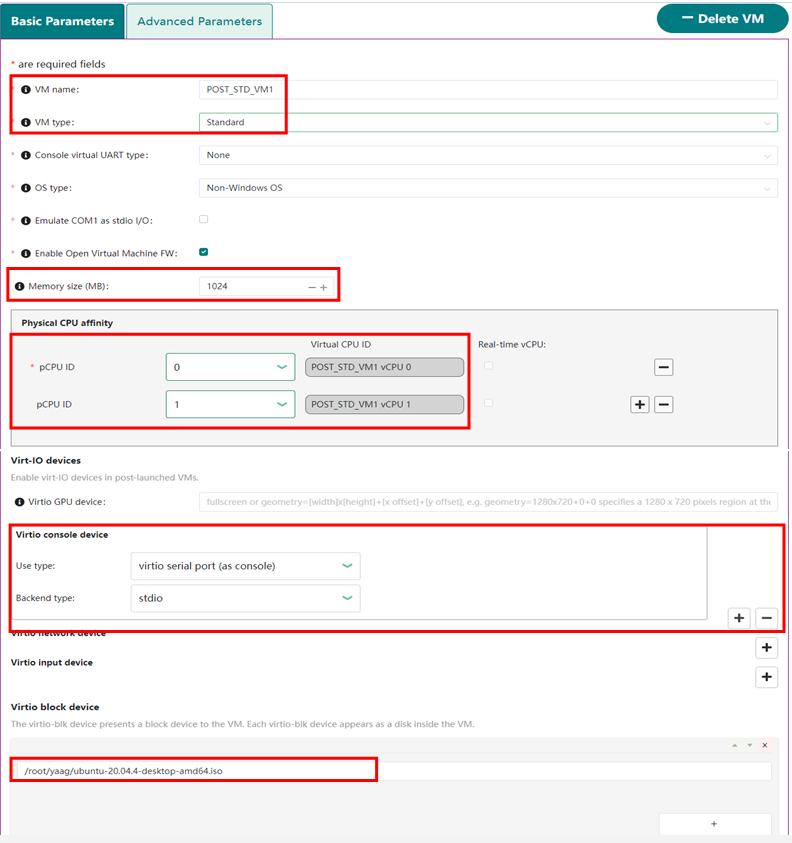 Basic Parameters
Advanced Parameters
Delete VM
* are required fields
* VM name: POST_STD_VM1
* VM type: Standard
* Console virtual UART type: None
* OS type: Non-Windows OS
* Emulate COM1 as stdio I/O:
* Enable Open Virtual Machine FW:
Memory size (MB): 1024
Physical CPU affinity
Virtual CPU ID Real-time vCPU:
* pCPU ID 0 POST_STD_VM1 vCPU 0
pCPU ID 1 POST_STD_VM1 vCPU 1
Virt-IO devices
Enable virt-IO devices in post-launched VMs.
Virtio GPU device: fullscreen or geometry=[width]x[height]+[x offset]+[y offset], e.g. geometry=1280x720+0+0 specifies a 1280 x 720 pixels region at the
Virtio console device
Use type: virtio serial port (as console)
Backend type: stdio
Virtio network device
Virtio input device
Virtio block device
The virtio-blk device presents a block device to the VM. Each virtio-blk device appears as a disk inside the VM.
/root/yaag/ubuntu-20.04.4-desktop-amd64.iso